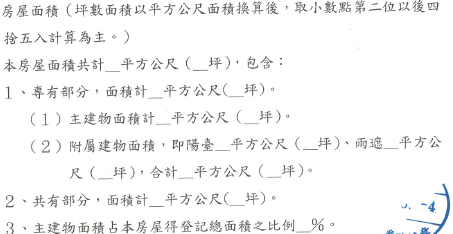 房屋面積（坪數面積以平方公尺面積換算後，取小數點第二位以後四
捨五入計算為主。）
本房屋面積共計__平方公尺（__坪），包含：
1、專有部分，面積計__平方公尺(__坪)。
（1）主建物面積計__平方公尺（__坪）。
（2）附屬建物面積，即陽臺__平方公尺（__坪）、雨遮__平方公
尺（__坪），合計__平方公尺（__坪）。
2、共有部分，面積計__平方公尺(__坪)。
3、主建物面積占本房屋得登記總面積之比例__%。
-4